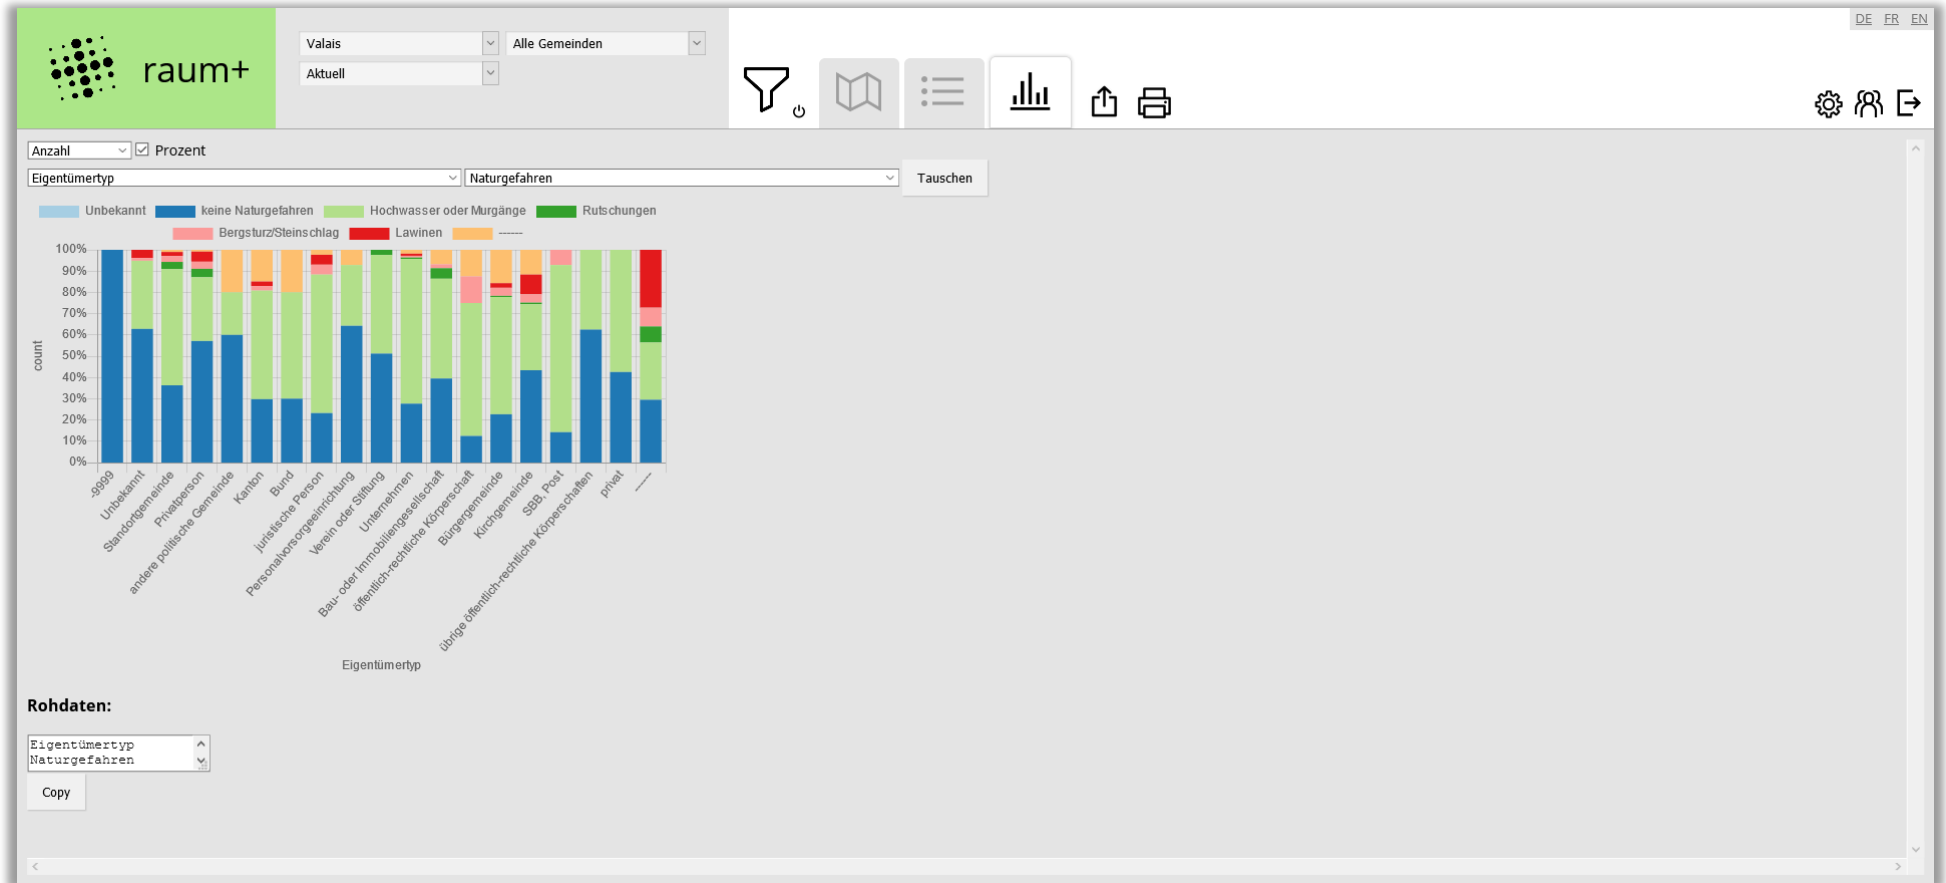 DE FR EN
raum+
Valais
Alle Gemeinden
Aktuell
Anzahl
Prozent
Eigentümertyp
Naturgefahren
Tauschen
Unbekannt
keine Naturgefahren
Hochwasser oder Murgänge
Rutschungen
Bergsturz/Steinschlag
Lawinen
------
100%
90%
80%
70%
60%
50%
40%
30%
20%
10%
0%
count
-9999
Unbekannt
Standortgemeinde
Privatperson
andere politische Gemeinde
Kanton
Bund
juristische Person
Personalvorsorgeeinrichtung
Verein oder Stiftung
Unternehmen
Bau- oder Immobiliengesellschaft
öffentlich-rechtliche Körperschaft
Bürgergemeinde
Kirchgemeinde
SBB, Post
übrige öffentlich-rechtliche Körperschaften
privat
------
Eigentümertyp
Rohdaten:
Eigentümertyp
Naturgefahren
Copy